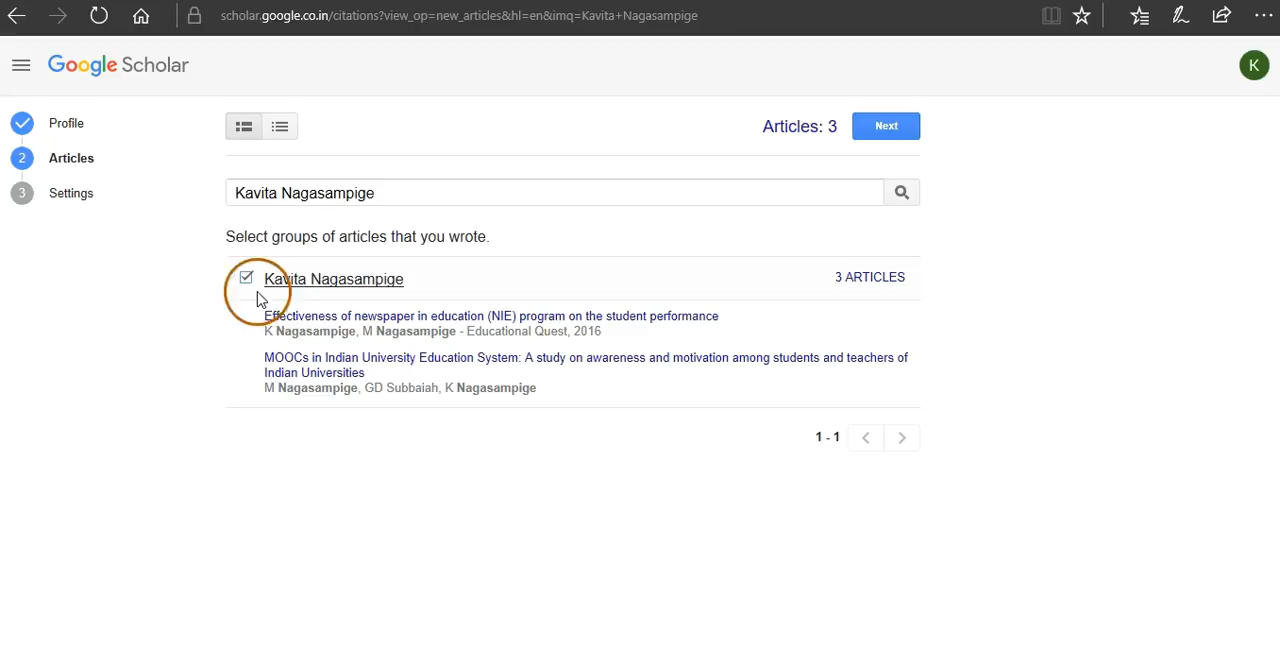 scholar.google.co.in/citations?view_op=new_articles&hl=en&imq=Kavita+Nagasampige
Google Scholar
K
Profile
2 Articles
3 Settings
Articles: 3
Next
Kavita Nagasampige
Select groups of articles that you wrote.
Kavita Nagasampige
3 ARTICLES
Effectiveness of newspaper in education (NIE) program on the student performance
K Nagasampige, M Nagasampige - Educational Quest, 2016
MOOCs in Indian University Education System: A study on awareness and motivation among students and teachers of
Indian Universities
M Nagasampige, GD Subbaiah, K Nagasampige
1 - 1